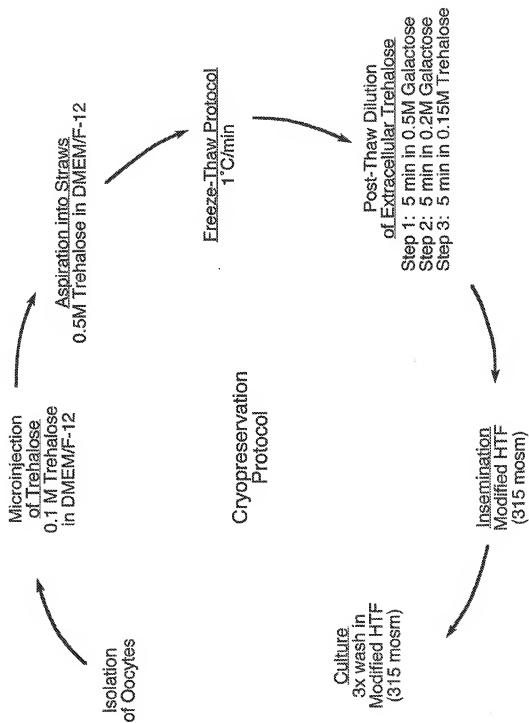 Isolation
of Oocytes
Microinjection
of Trehalose
0.1 M Trehalose
in DMEM/F-12
Aspiration into Straws
0.5M Trehalose in DMEM/F-12
Freeze-Thaw Protocol
1°C/min
Post-Thaw Dilution
of Extracellular Trehalose
Step 1: 5 min in 0.5M Galactose
Step 2: 5 min in 0.2M Galactose
Step 3: 5 min in 0.15M Trehalose
Insemination
Modified HTF
(315 mosm)
Culture
3x wash in
Modified HTF
(315 mosm)
Cryopreservation
Protocol